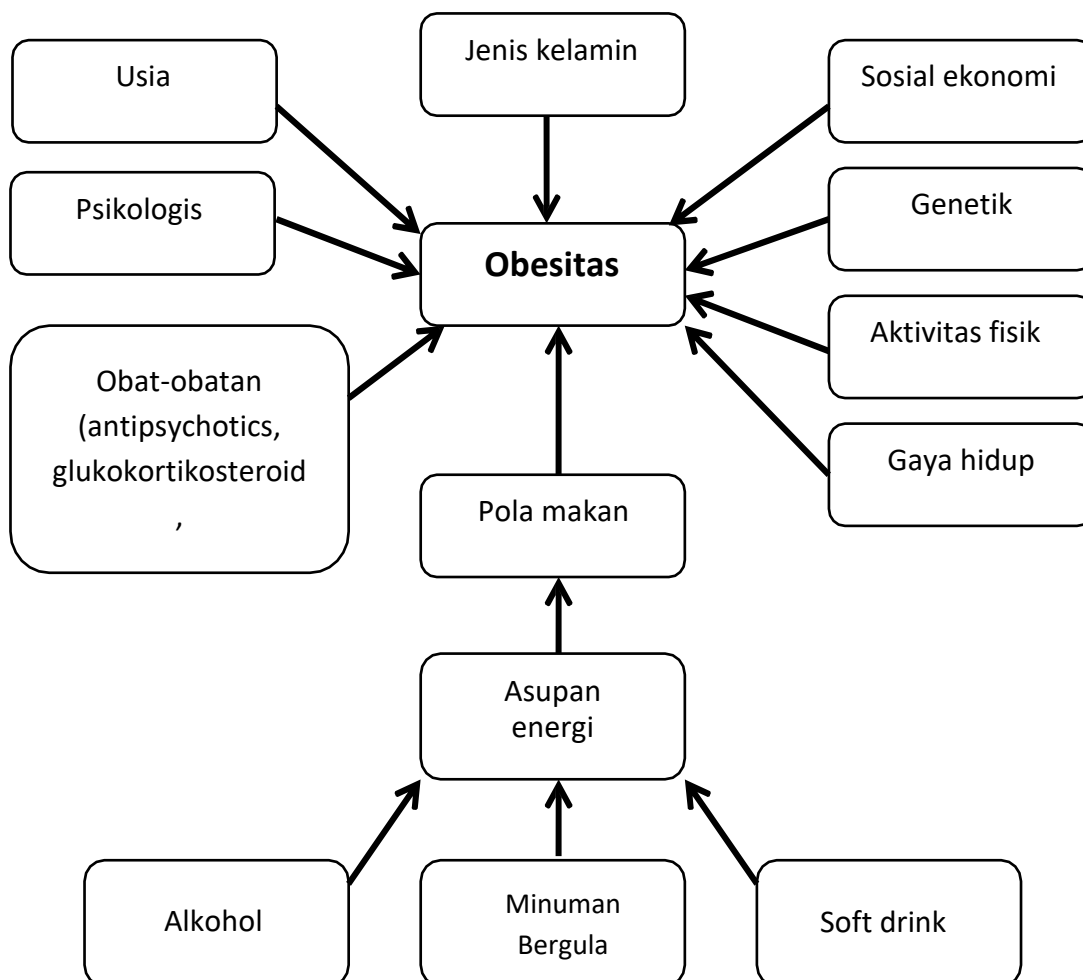 Usia
Jenis kelamin
Sosial ekonomi
Psikologis
Obesitas
Genetik
Obat-obatan
(antipsychotics,
glukokortikosteroid
,
Aktivitas fisik
Gaya hidup
Pola makan
Asupan
energi
Alkohol
Minuman
Bergula
Soft drink